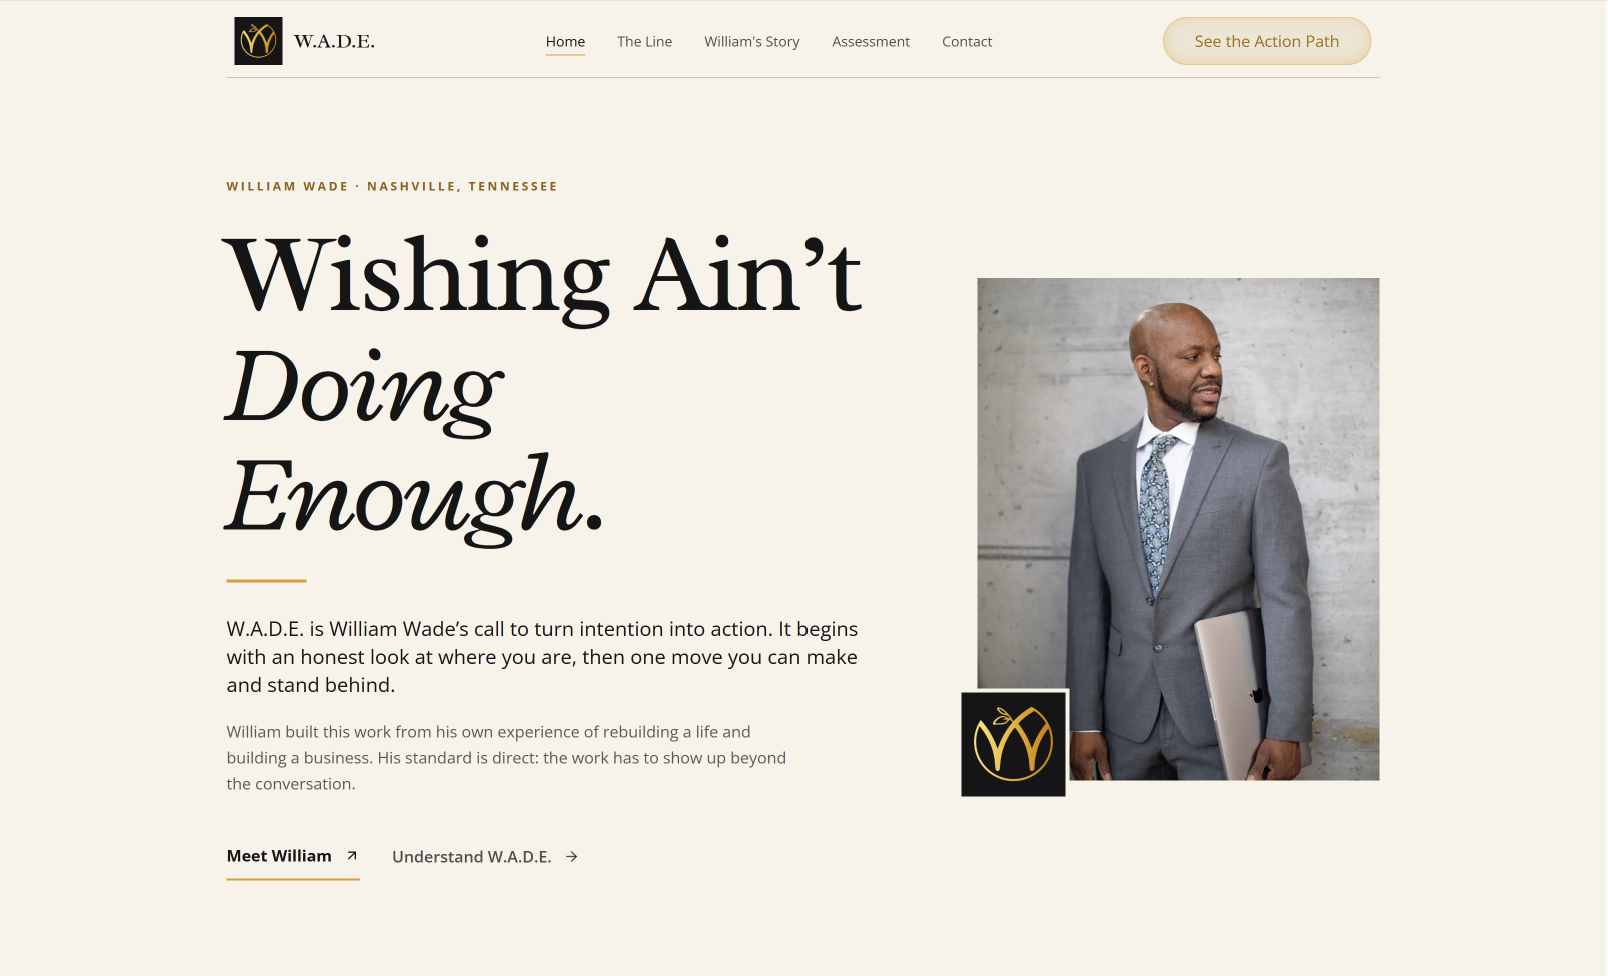 W.A.D.E.
Home
The Line
William's Story
Assessment
Contact
See the Action Path
WILLIAM WADE · NASHVILLE, TENNESSEE
Wishing Ain’t
Doing
Enough.
W.A.D.E. is William Wade’s call to turn intention into action. It begins
with an honest look at where you are, then one move you can make
and stand behind.
William built this work from his own experience of rebuilding a life and
building a business. His standard is direct: the work has to show up beyond
the conversation.
Meet William
Understand W.A.D.E.